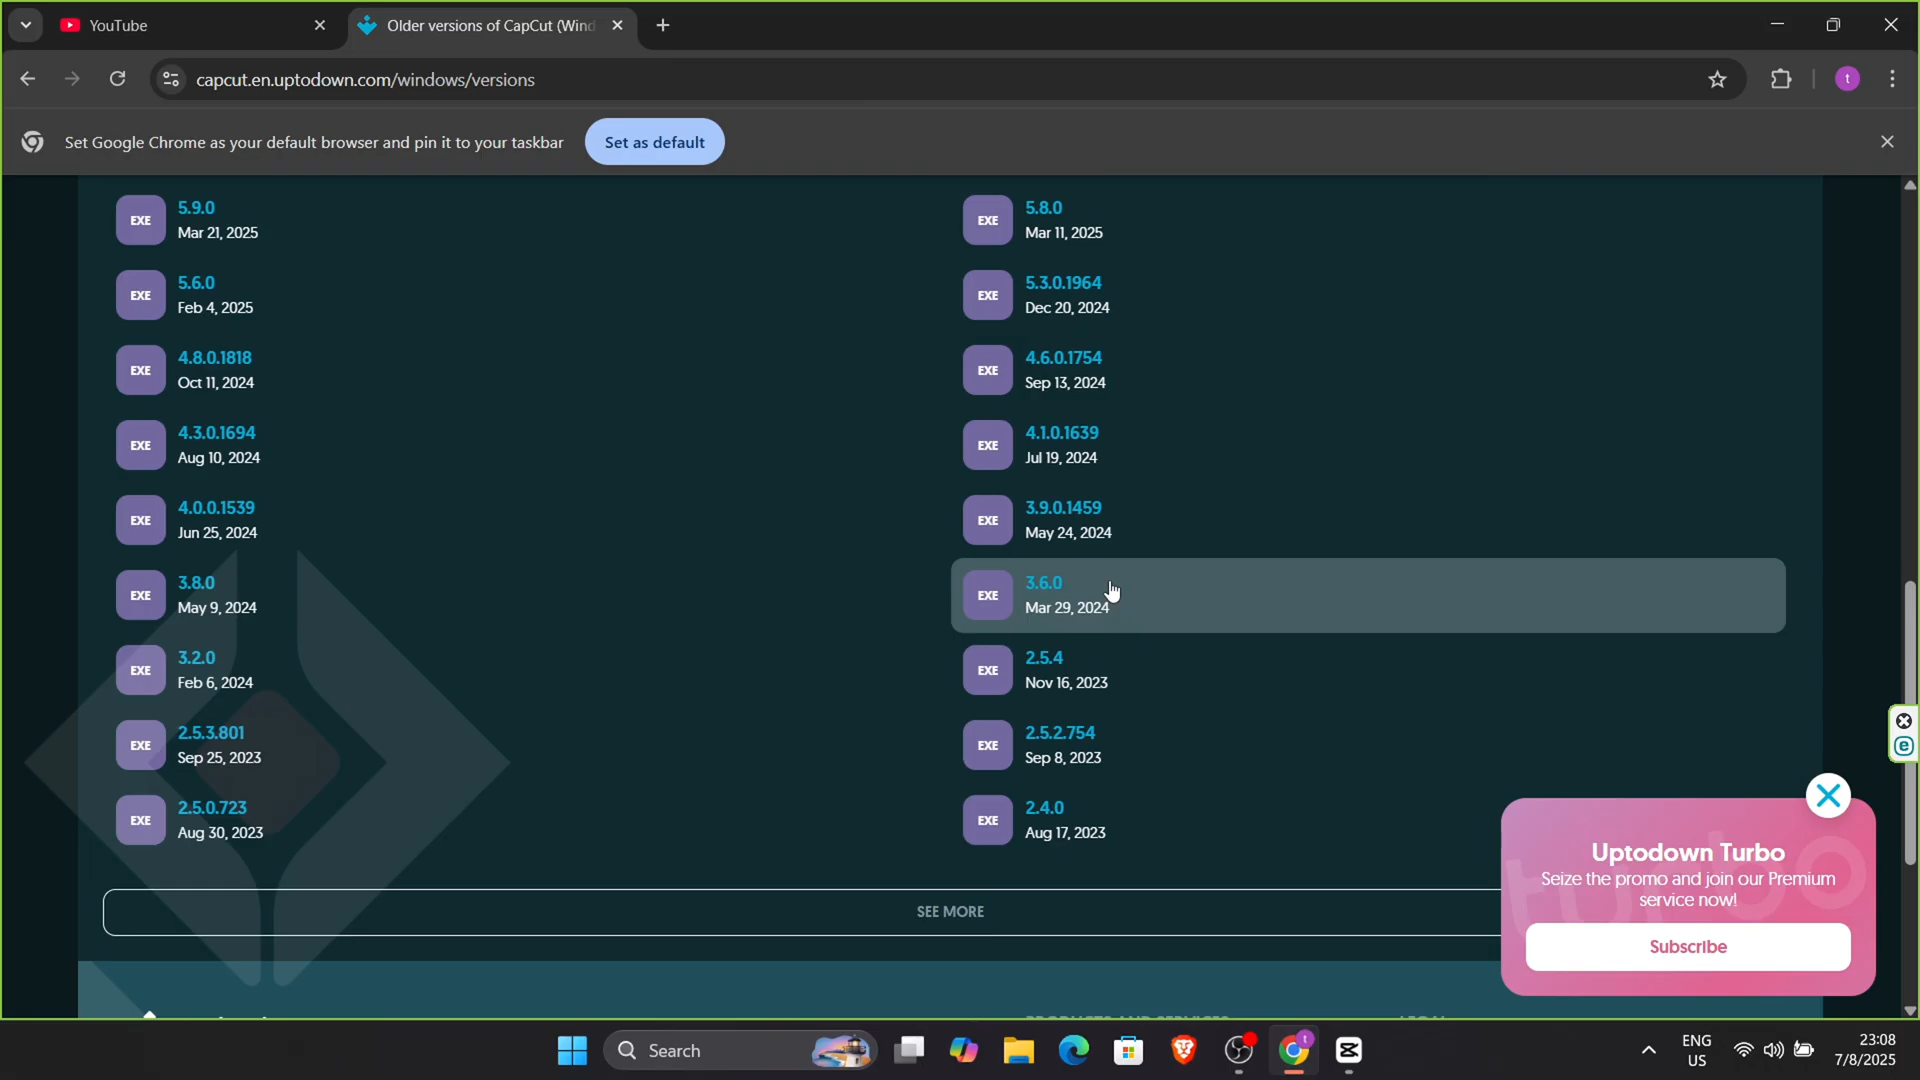 YouTube
Older versions of CapCut (Wind
capcut.en.uptodown.com/windows/versions
t
Set Google Chrome as your default browser and pin it to your taskbar
Set as default
EXE
5.9.0
Mar 21, 2025
EXE
5.8.0
Mar 11, 2025
EXE
5.6.0
Feb 4, 2025
EXE
5.3.0.1964
Dec 20, 2024
EXE
4.8.0.1818
Oct 11, 2024
EXE
4.6.0.1754
Sep 13, 2024
EXE
4.3.0.1694
Aug 10, 2024
EXE
4.1.0.1639
Jul 19, 2024
EXE
4.0.0.1539
Jun 25, 2024
EXE
3.9.0.1459
May 24, 2024
EXE
3.8.0
May 9, 2024
EXE
3.6.0
Mar 29, 2024
EXE
3.2.0
Feb 6, 2024
EXE
2.5.4
Nov 16, 2023
EXE
2.5.3.801
Sep 25, 2023
EXE
2.5.2.754
Sep 8, 2023
EXE
2.5.0.723
Aug 30, 2023
EXE
2.4.0
Aug 17, 2023
SEE MORE
Uptodown Turbo
Seize the promo and join our Premium
service now!
Subscribe
Search
ENG
US
23:08
7/8/2025